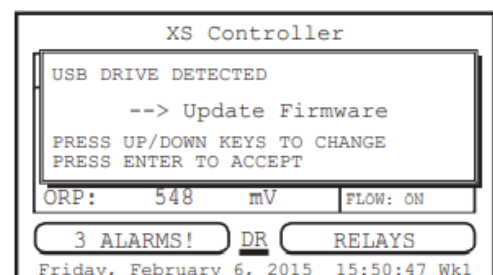 XS Controller
USB DRIVE DETECTED
--> Update Firmware
PRESS UP/DOWN KEYS TO CHANGE
PRESS ENTER TO ACCEPT
ORP: 548 mV FLOW: ON
3 ALARMS! DR RELAYS
Friday, February 6, 2015 15:50:47 Wk1